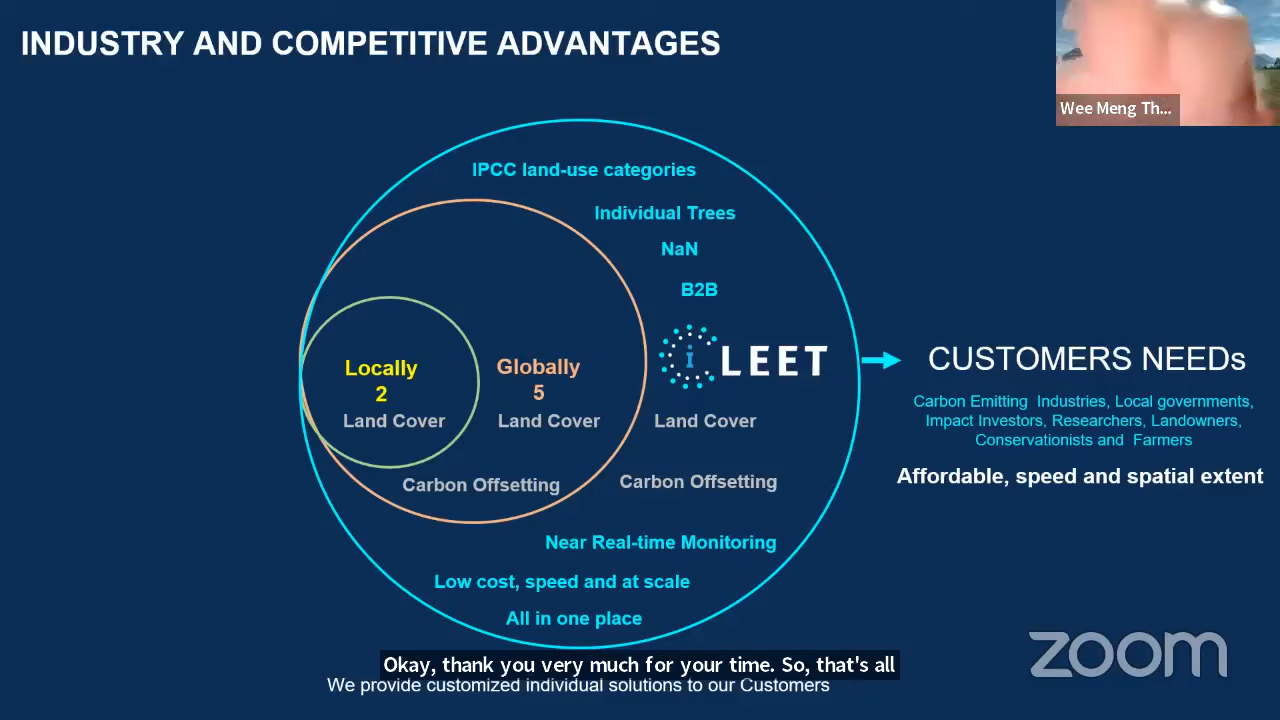 INDUSTRY AND COMPETITIVE ADVANTAGES
Wee Meng Th...
IPCC land-use categories
Individual Trees
NaN
B2B
Locally
2
Land Cover
Globally
5
Land Cover
i LEET
Land Cover
Carbon Offsetting
Carbon Offsetting
Near Real-time Monitoring
Low cost, speed and at scale
All in one place
CUSTOMERS NEEDs
Carbon Emitting Industries, Local governments,
Impact Investors, Researchers, Landowners,
Conservationists and Farmers
Affordable, speed and spatial extent
zoom
Okay, thank you very much for your time. So, that's all
We provide customized individual solutions to our Customers